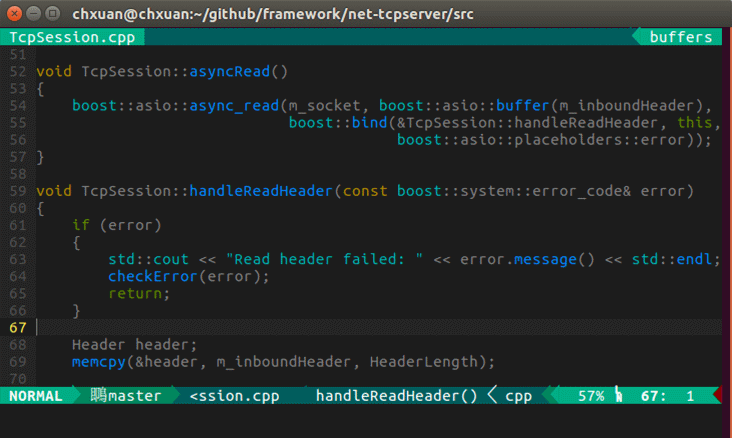 chxuan@chxuan:~/github/framework/net-tcpserver/src
TcpSession.cpp buffers
51
52 void TcpSession::asyncRead()
53 {
54     boost::asio::async_read(m_socket, boost::asio::buffer(m_inboundHeader),
55                             boost::bind(&TcpSession::handleReadHeader, this,
56                                         boost::asio::placeholders::error));
57 }
58
59 void TcpSession::handleReadHeader(const boost::system::error_code& error)
60 {
61     if (error)
62     {
63         std::cout << "Read header failed: " << error.message() << std::endl;
64         checkError(error);
65         return;
66     }
67
68     Header header;
69     memcpy(&header, m_inboundHeader, HeaderLength);
70
NORMAL master <ssion.cpp handleReadHeader() cpp 57% 67: 1